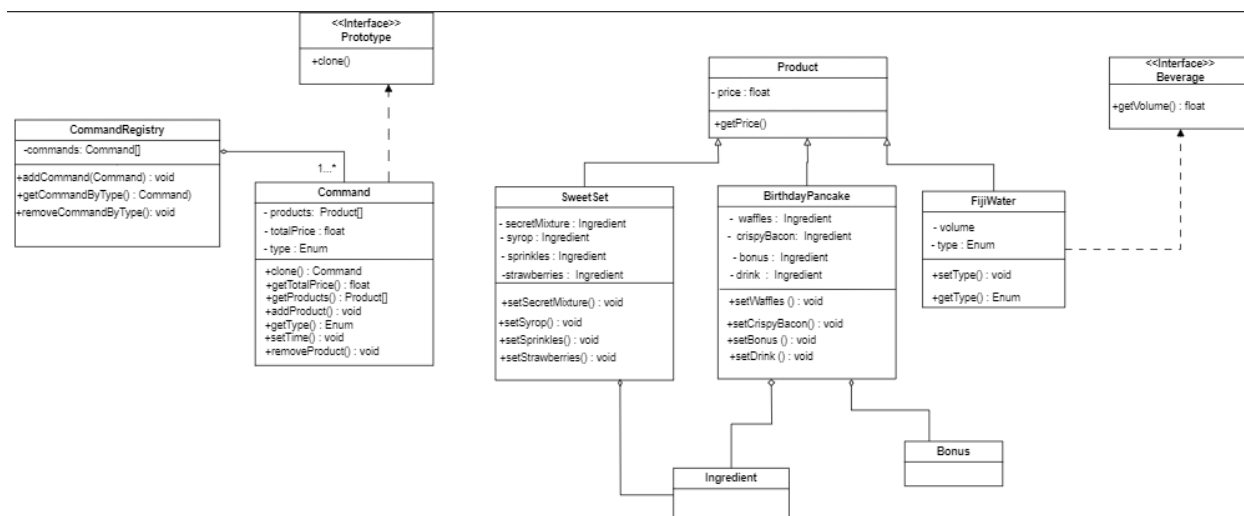 <<Interface>>
Prototype
+clone()
CommandRegistry
-commands: Command[]
+addCommand(Command) : void
+getCommandByType() : Command)
+removeCommandByType(): void
1...*
Command
- products: Product[]
- totalPrice : float
- type : Enum
+clone() : Command
+getTotalPrice() : float
+getProducts() : Product[]
+addProduct() : void
+getType() : Enum
+setTime() : void
+removeProduct() : void
Product
- price : float
+getPrice()
<<Interface>>
Beverage
+getVolume() : float
SweetSet
- secretMixture : Ingredient
- syrop : Ingredient
- sprinkles : Ingredient
-strawberries : Ingredient
+setSecretMixture() : void
+setSyrop() : void
+setSprinkles() : void
+setStrawberries() : void
BirthdayPancake
- waffles : Ingredient
- crispyBacon: Ingredient
- bonus : Ingredient
- drink : Ingredient
+setWaffles () : void
+setCrispyBacon() : void
+setBonus () : void
+setDrink () : void
FijiWater
- volume
- type : Enum
+setType() : void
+getType() : Enum
Ingredient
Bonus